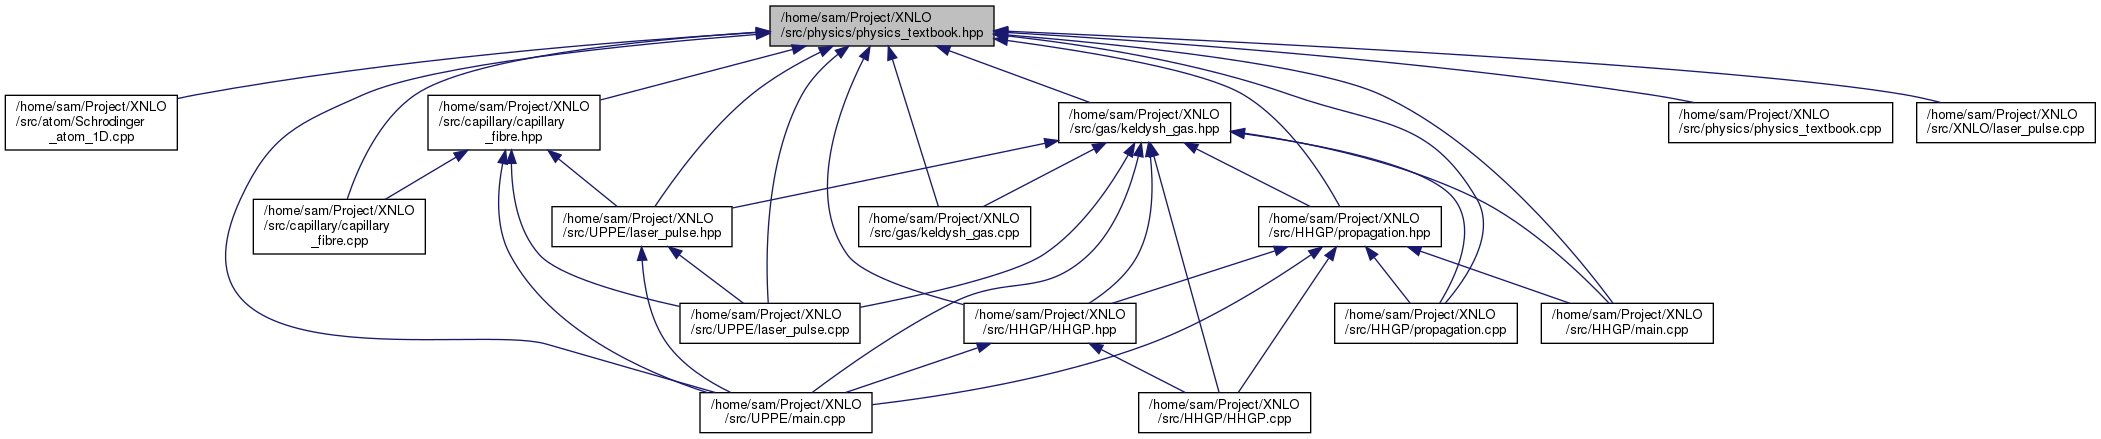 /home/sam/Project/XNLO
/src/physics/physics_textbook.hpp
/home/sam/Project/XNLO
/src/atom/Schrodinger
_atom_1D.cpp
/home/sam/Project/XNLO
/src/capillary/capillary
_fibre.hpp
/home/sam/Project/XNLO
/src/gas/keldysh_gas.hpp
/home/sam/Project/XNLO
/src/physics/physics_textbook.cpp
/home/sam/Project/XNLO
/src/XNLO/laser_pulse.cpp
/home/sam/Project/XNLO
/src/capillary/capillary
_fibre.cpp
/home/sam/Project/XNLO
/src/UPPE/laser_pulse.hpp
/home/sam/Project/XNLO
/src/gas/keldysh_gas.cpp
/home/sam/Project/XNLO
/src/HHGP/propagation.hpp
/home/sam/Project/XNLO
/src/UPPE/laser_pulse.cpp
/home/sam/Project/XNLO
/src/HHGP/HHGP.hpp
/home/sam/Project/XNLO
/src/HHGP/propagation.cpp
/home/sam/Project/XNLO
/src/HHGP/main.cpp
/home/sam/Project/XNLO
/src/UPPE/main.cpp
/home/sam/Project/XNLO
/src/HHGP/HHGP.cpp